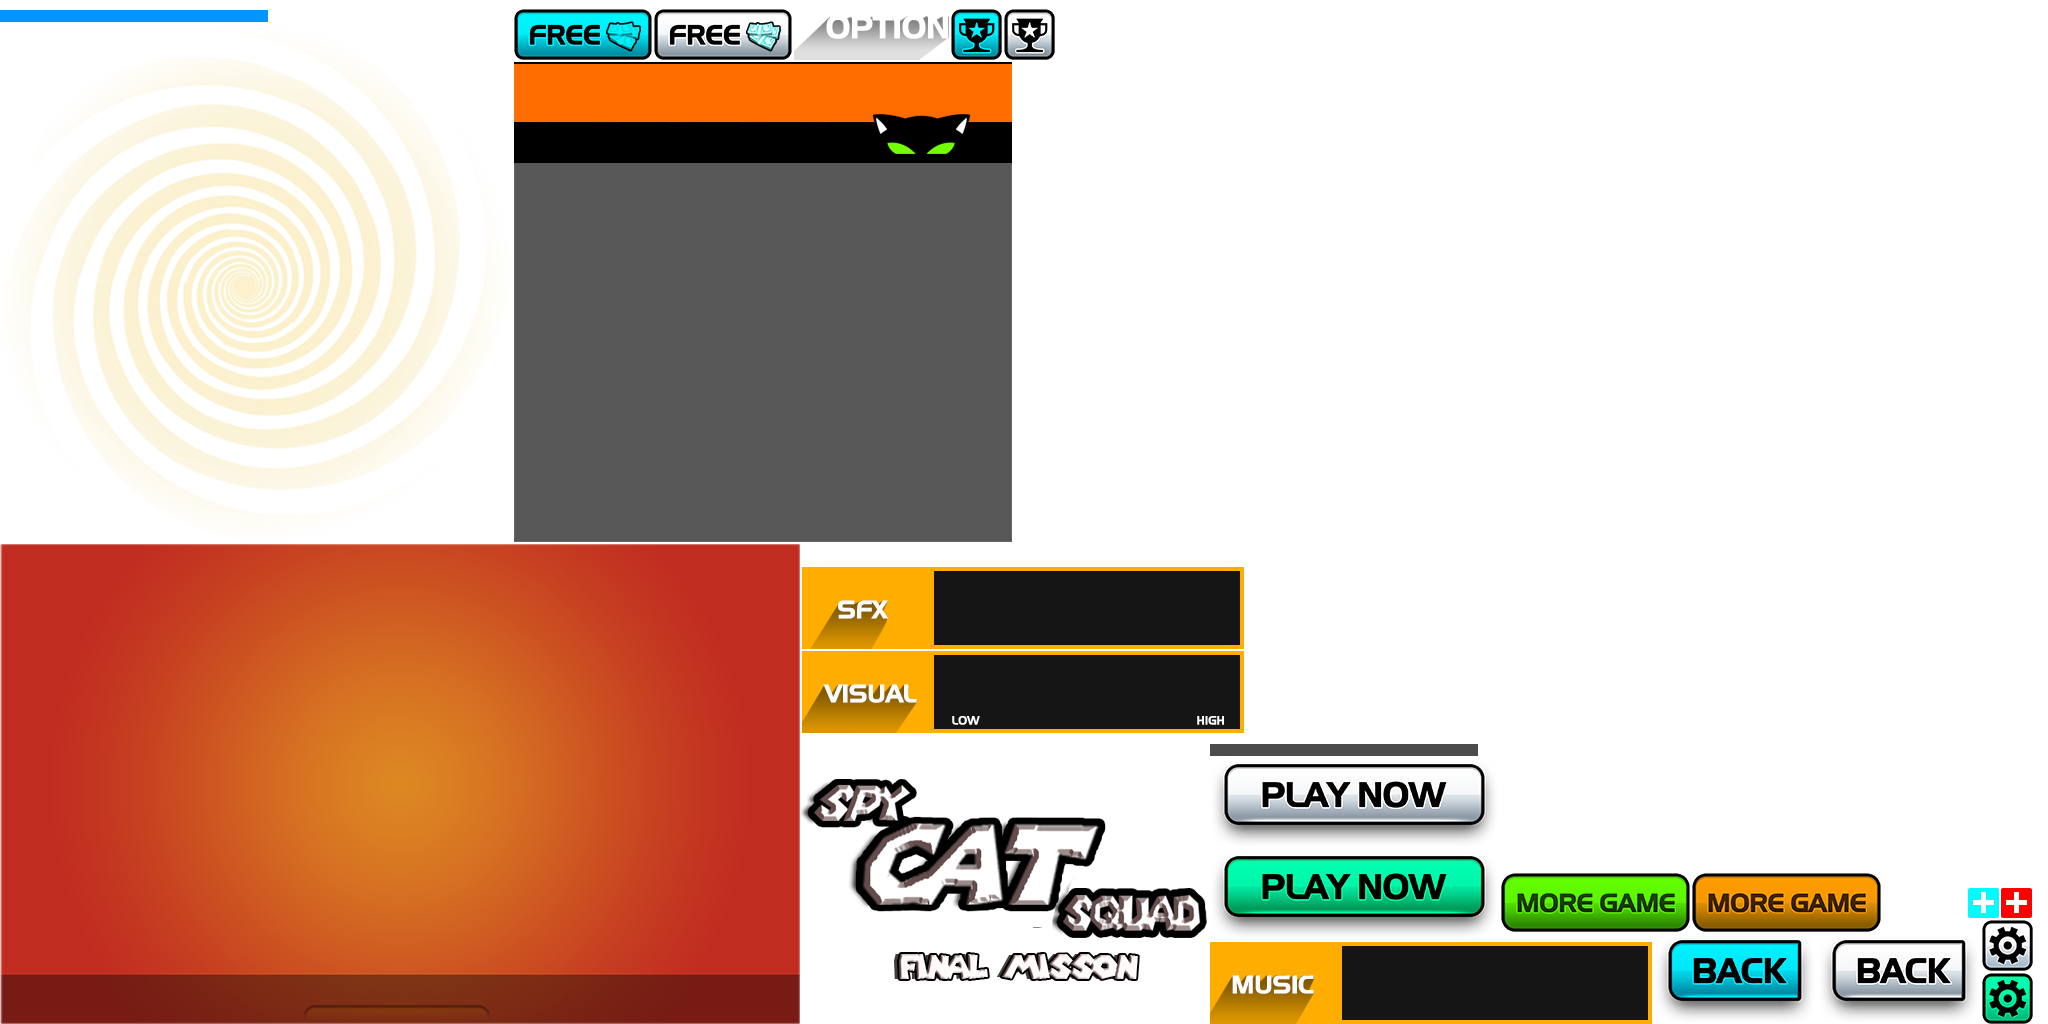 FREE
FREE
OPTION
SFX
VISUAL
LOW
HIGH
SPY
CAT
SQUAD
FINAL MISSON
PLAY NOW
PLAY NOW
MORE GAME
MORE GAME
MUSIC
BACK
BACK